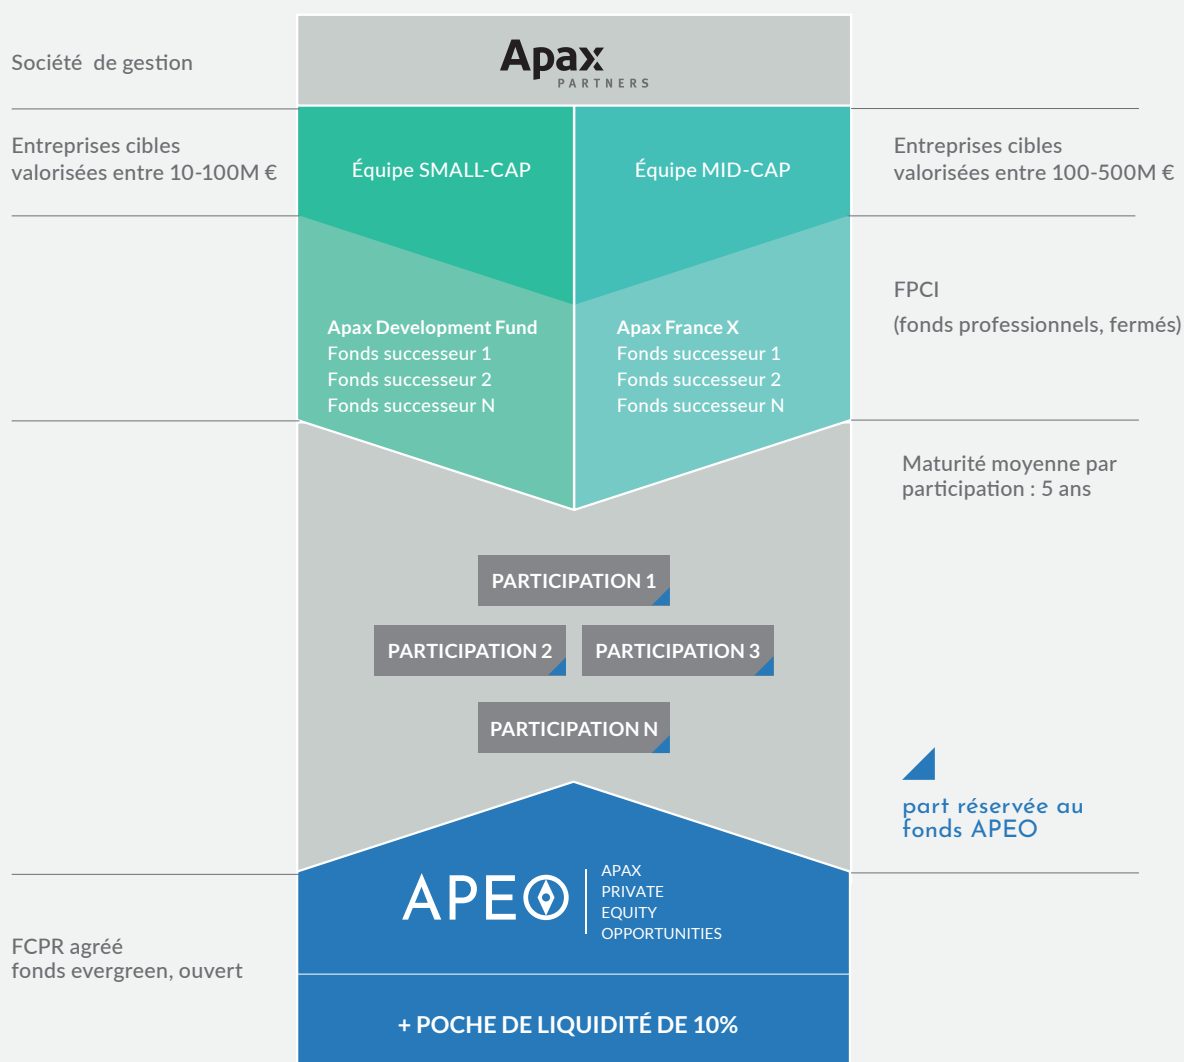 Société de gestion
Apax
PARTNERS
Entreprises cibles
valorisées entre 10-100M €
Équipe SMALL-CAP
Équipe MID-CAP
Entreprises cibles
valorisées entre 100-500M €
Apax Development Fund
Fonds successeur 1
Fonds successeur 2
Fonds successeur N
Apax France X
Fonds successeur 1
Fonds successeur 2
Fonds successeur N
FPCI
(fonds professionnels, fermés)
Maturité moyenne par
participation : 5 ans
PARTICIPATION 1
PARTICIPATION 2
PARTICIPATION 3
PARTICIPATION N
part réservée au
fonds APEO
APEO
APAX
PRIVATE
EQUITY
OPPORTUNITIES
FCPR agréé
fonds evergreen, ouvert
+ POCHE DE LIQUIDITÉ DE 10%